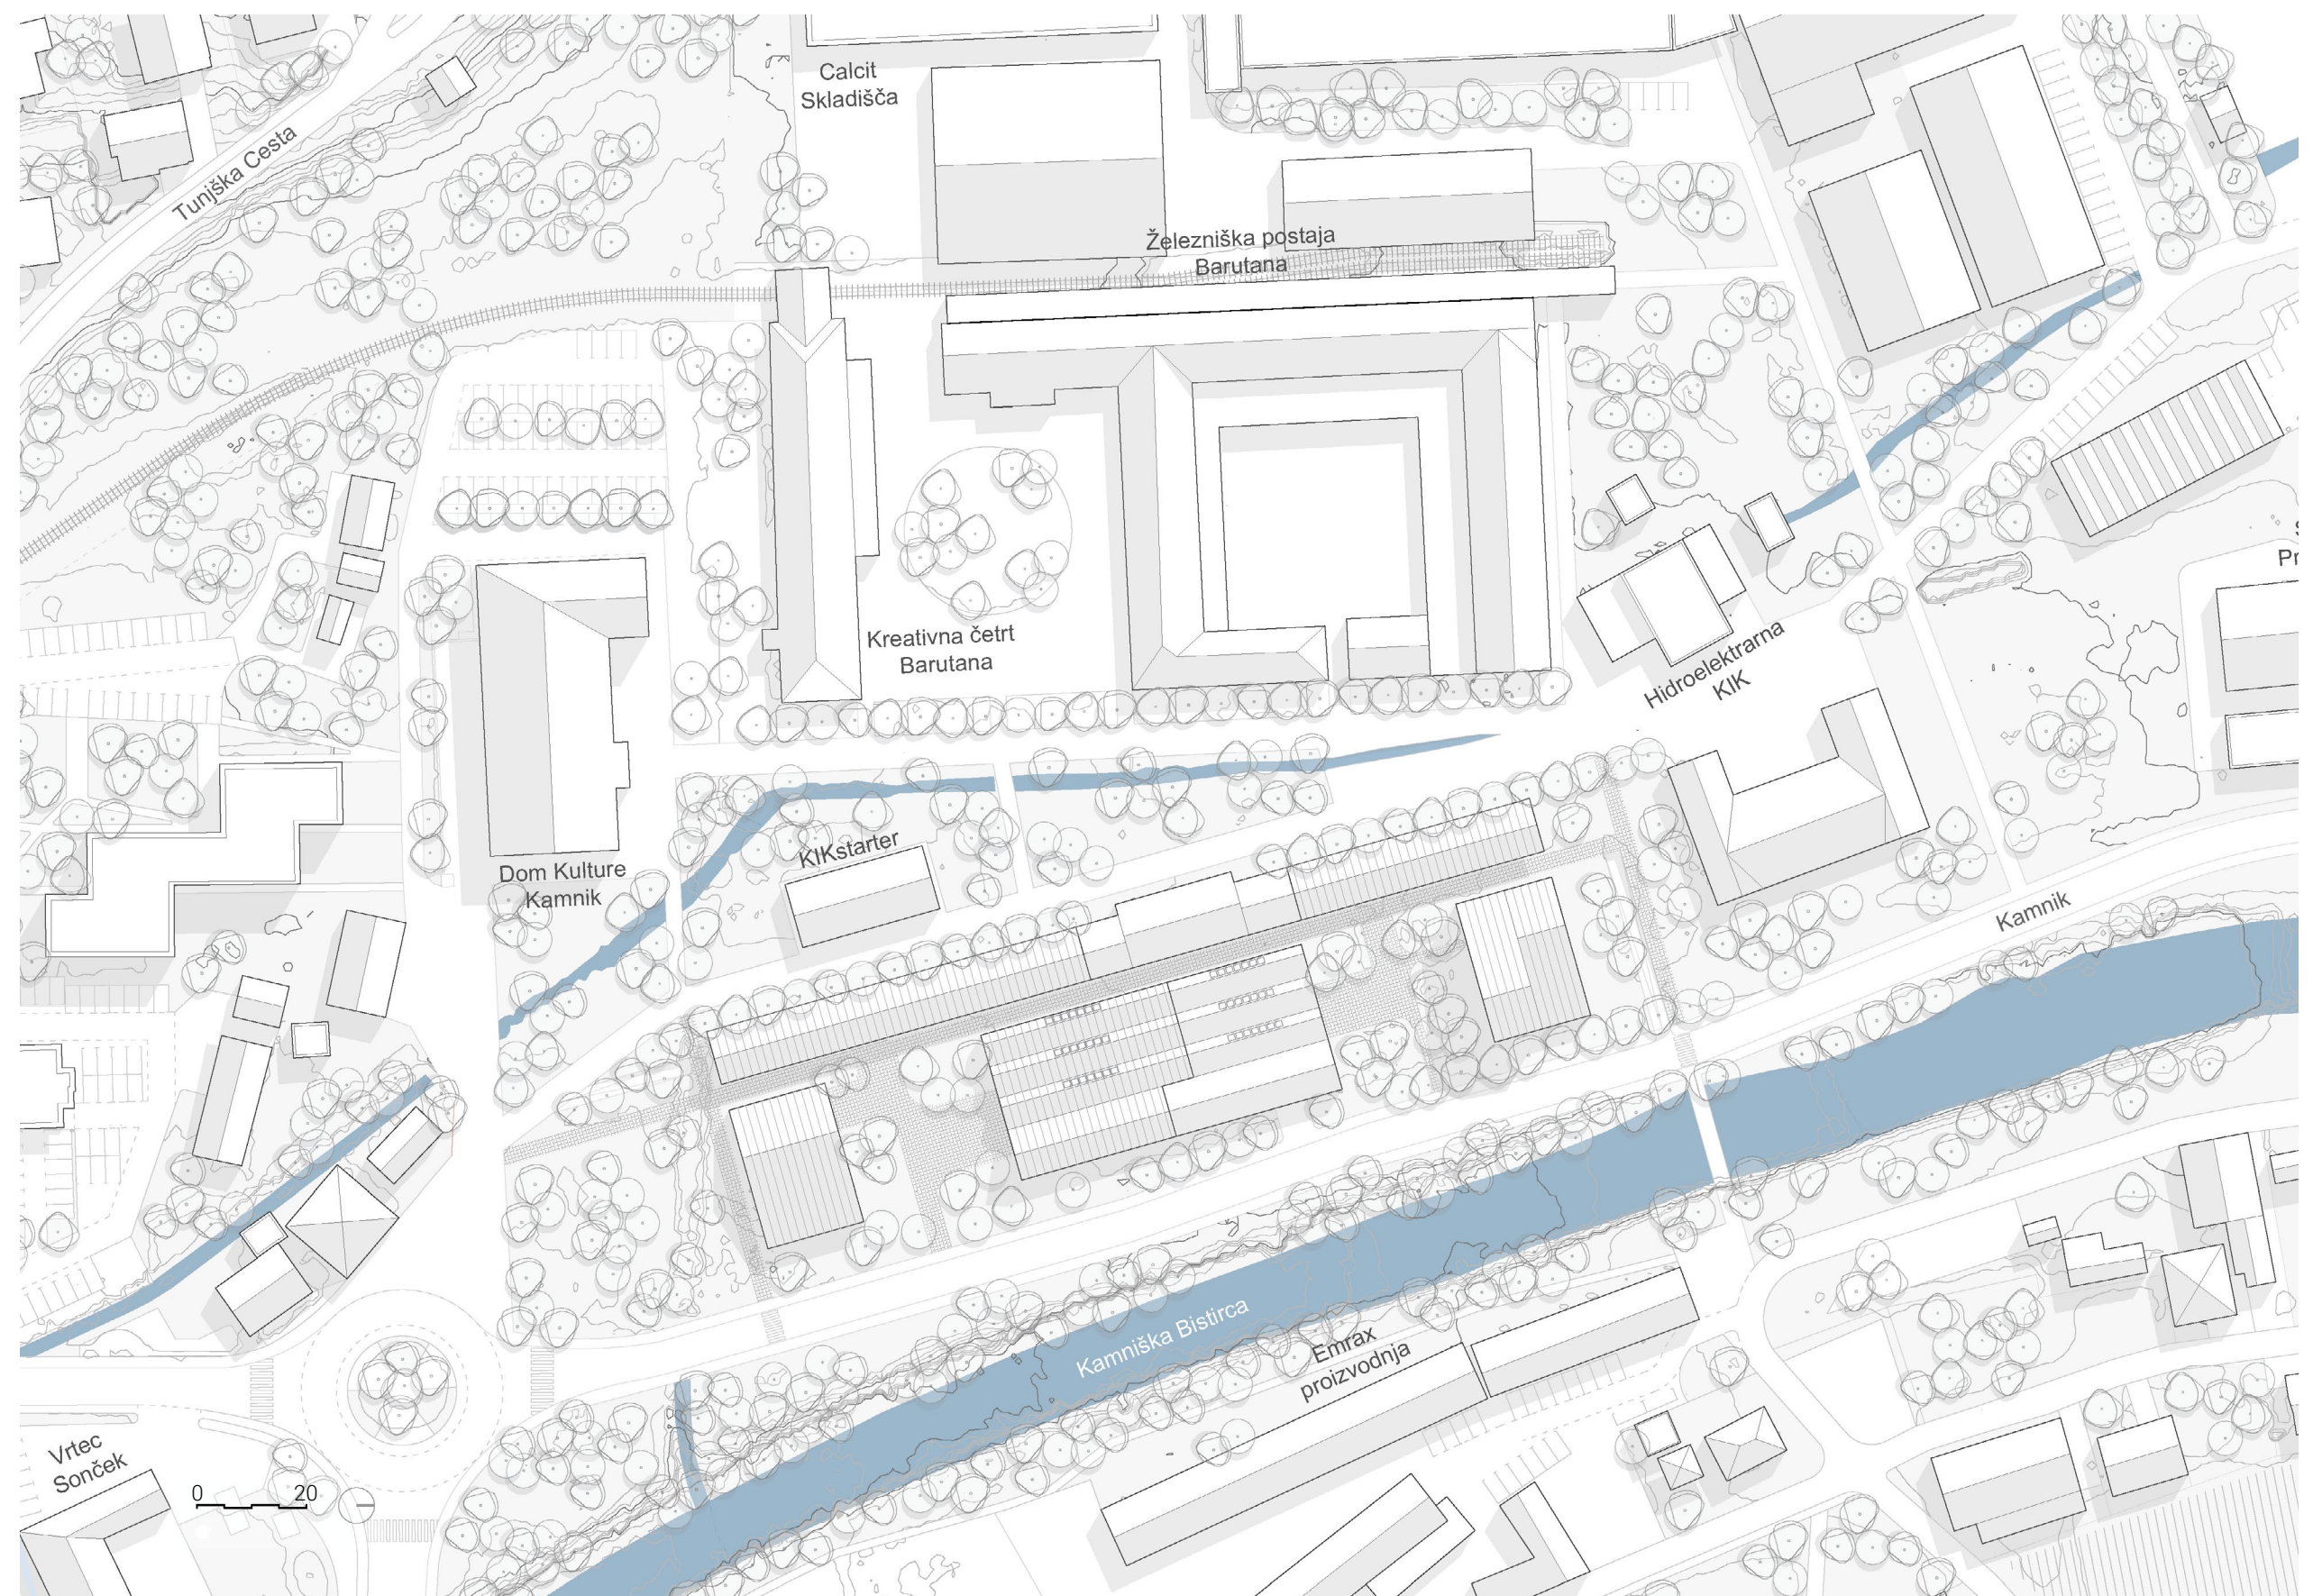 Calcit
Skladišča
Tunjiška Cesta
Železniška postaja
Barutana
Kreativna četrt
Barutana
Hidroelektrarna
KIK
KIKstarter
Dom Kulture
Kamnik
Kamnik
Kamniška Bistirca
Emrax
proizvodnja
Vrtec
Sonček
0 20